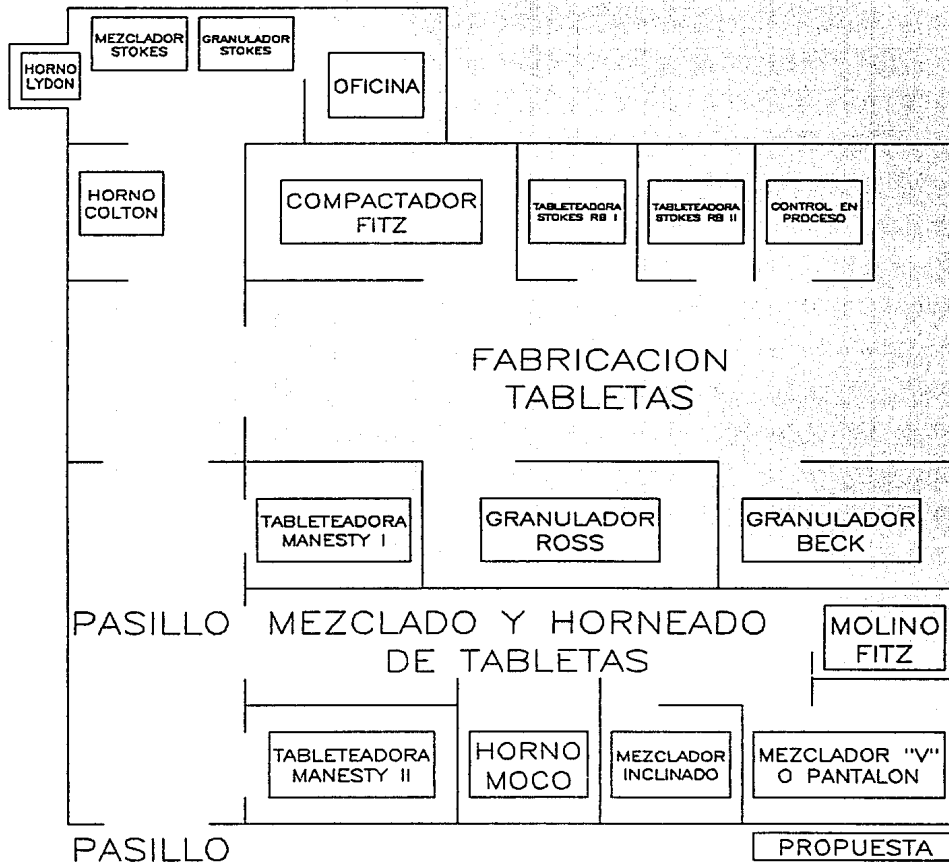 MEZCLADOR
STOKES
GRANULADOR
STOKES
HORNO
LYDON
OFICINA
HORNO
COLTON
COMPACTADOR
FITZ
TABLETEADORA
STOKES RB I
TABLETEADORA
STOKES RB II
CONTROL EN
PROCESO
FABRICACION
TABLETAS
TABLETEADORA
MANESTY I
GRANULADOR
ROSS
GRANULADOR
BECK
PASILLO
MEZCLADO Y HORNEADO
DE TABLETAS
MOLINO
FITZ
TABLETEADORA
MANESTY II
HORNO
MOCO
MEZCLADOR
INCLINADO
MEZCLADOR "V"
O PANTALON
PASILLO
PROPUESTA